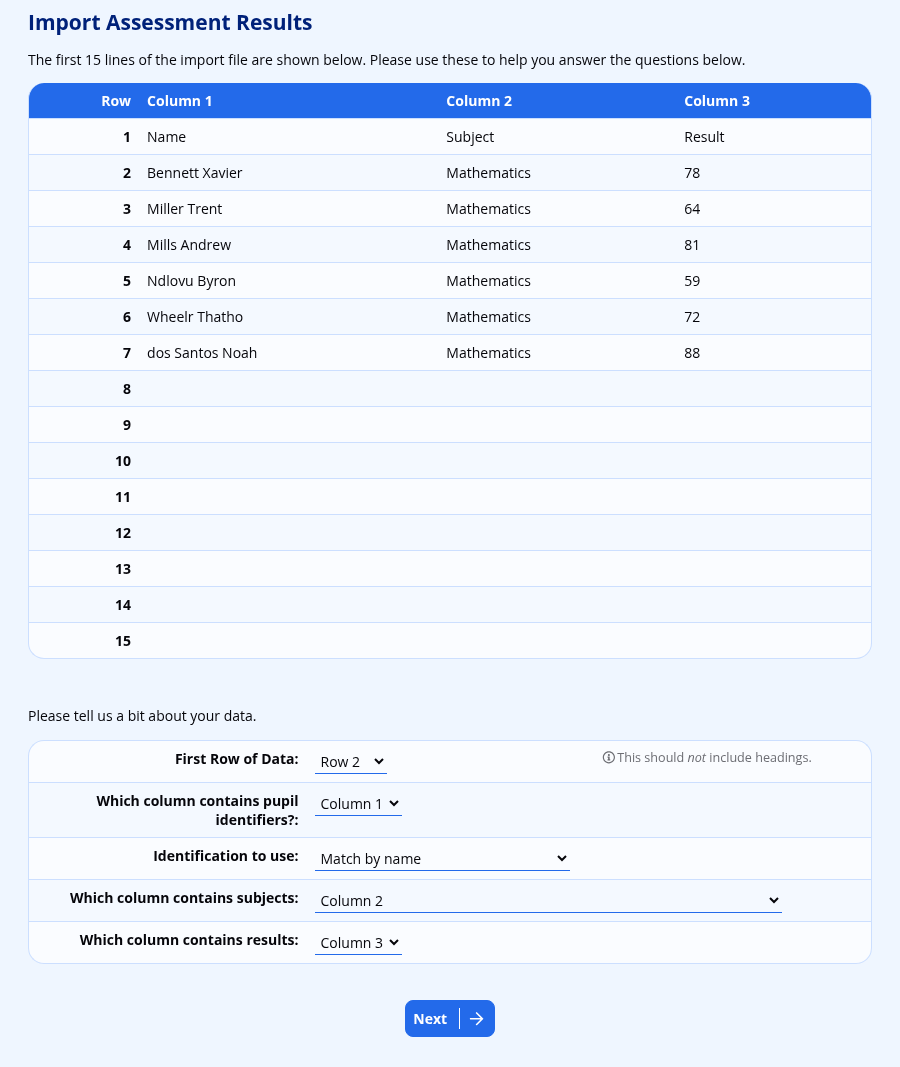 Import Assessment Results
The first 15 lines of the import file are shown below. Please use these to help you answer the questions below.
Row Column 1 Column 2 Column 3
1 Name Subject Result
2 Bennett Xavier Mathematics 78
3 Miller Trent Mathematics 64
4 Mills Andrew Mathematics 81
5 Ndlovu Byron Mathematics 59
6 Wheelr Thatho Mathematics 72
7 dos Santos Noah Mathematics 88
8
9
10
11
12
13
14
15
Please tell us a bit about your data.
First Row of Data: Row 2 This should not include headings.
Which column contains pupil
identifiers?: Column 1
Identification to use: Match by name
Which column contains subjects: Column 2
Which column contains results: Column 3
Next